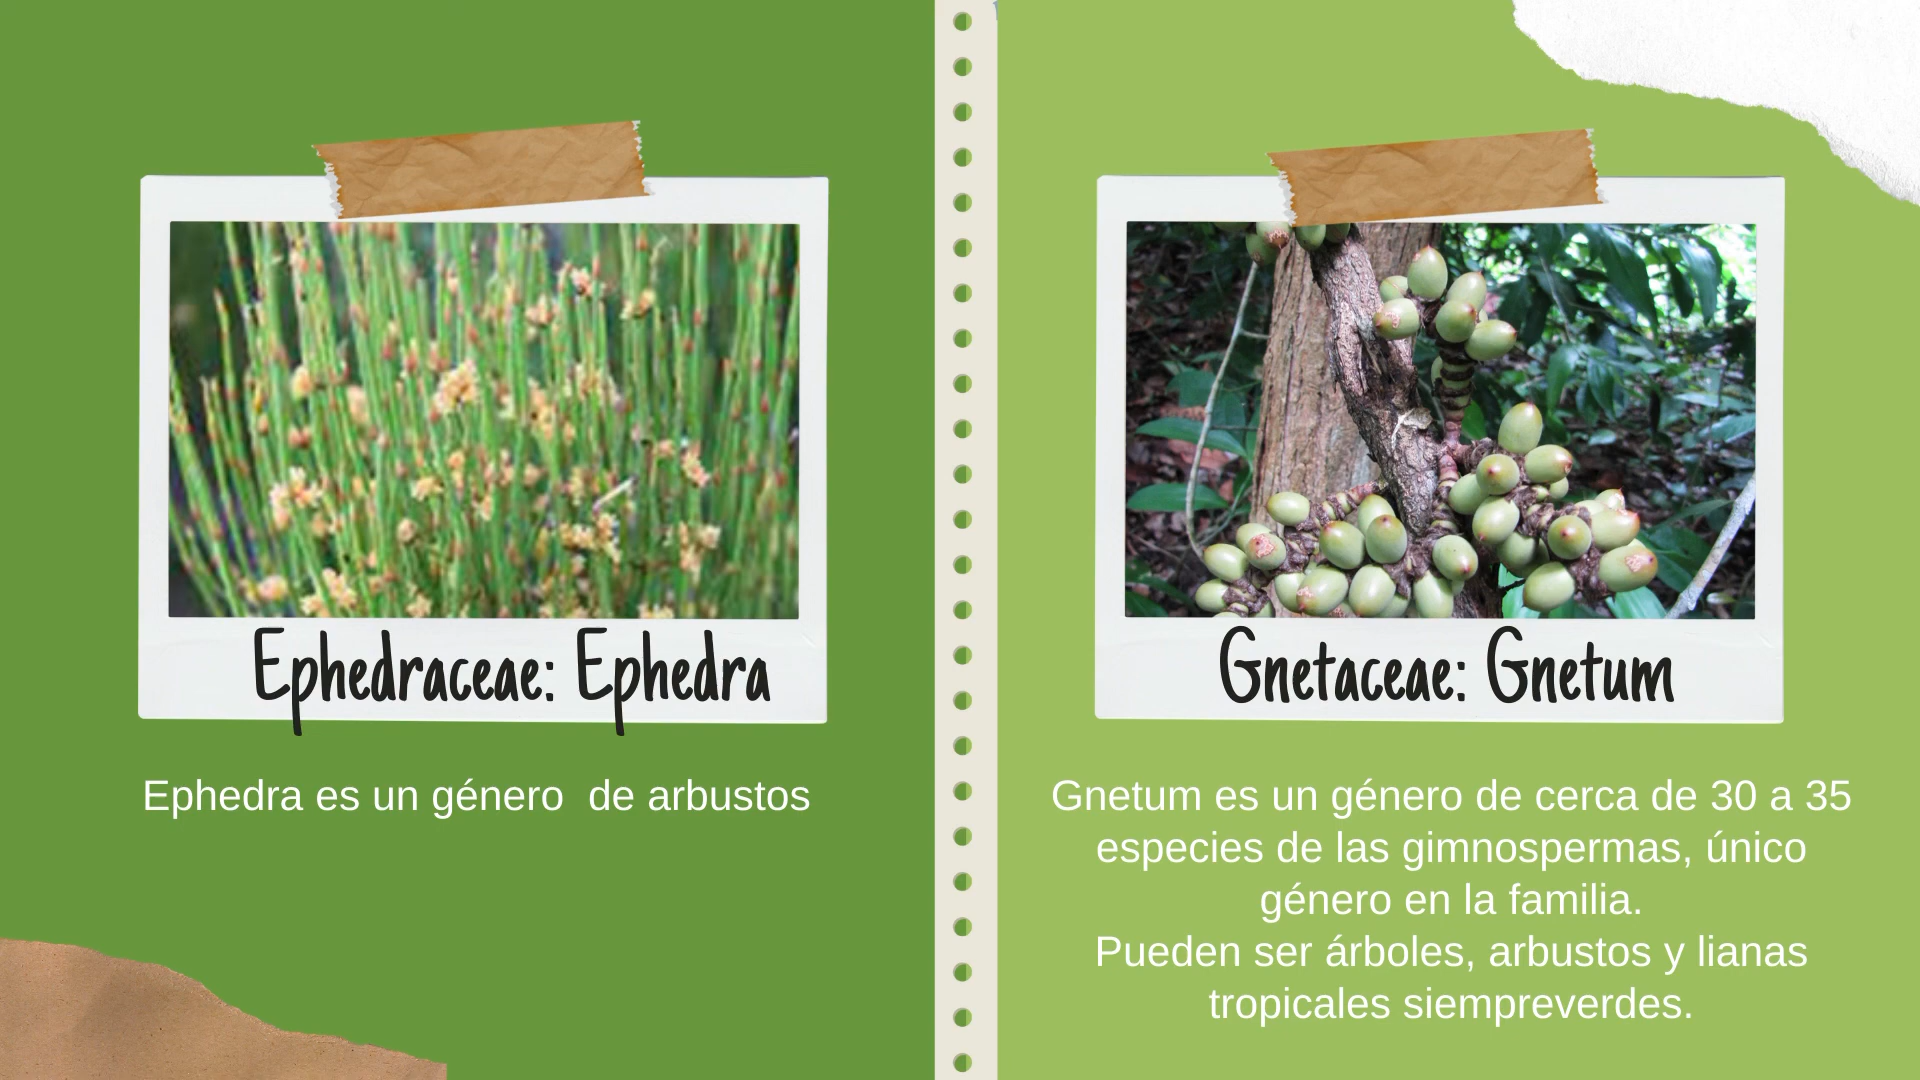 Ephedraceae: Ephedra
Ephedra es un género  de arbustos
Gnetaceae: Gnetum
Gnetum es un género de cerca de 30 a 35
especies de las gimnospermas, único
género en la familia.
Pueden ser árboles, arbustos y lianas
tropicales siempreverdes.